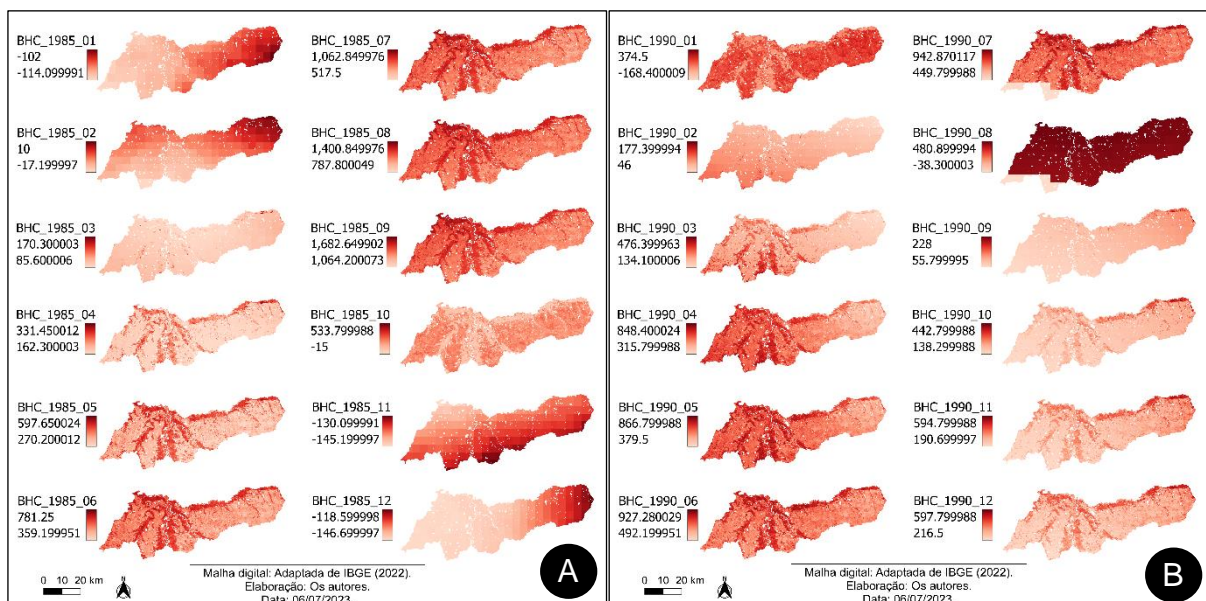 BHC_1985_01
-102
-114.099991
BHC_1985_02
10
-17.199997
BHC_1985_03
170.300003
85.600006
BHC_1985_04
331.450012
162.300003
BHC_1985_05
597.650024
270.200012
BHC_1985_06
781.25
359.199951
BHC_1985_07
1,062.849976
517.5
BHC_1985_08
1,400.849976
787.800049
BHC_1985_09
1,682.649902
1,064.200073
BHC_1985_10
533.799988
-15
BHC_1985_11
-130.099991
-145.199997
BHC_1985_12
-118.599998
-146.699997
0 10 20 km
N
Malha digital: Adaptada de IBGE (2022).
Elaboração: Os autores.
Data: 06/07/2023
A
BHC_1990_01
374.5
-168.400009
BHC_1990_02
177.399994
46
BHC_1990_03
476.399963
134.100006
BHC_1990_04
848.400024
315.799988
BHC_1990_05
866.799988
379.5
BHC_1990_06
927.280029
492.199951
BHC_1990_07
942.870117
449.799988
BHC_1990_08
480.899994
-38.300003
BHC_1990_09
228
55.799995
BHC_1990_10
442.799988
138.299988
BHC_1990_11
594.799988
190.699997
BHC_1990_12
597.799988
216.5
0 10 20 km
N
Malha digital: Adaptada de IBGE (2022).
Elaboração: Os autores.
Data: 06/07/2023
B